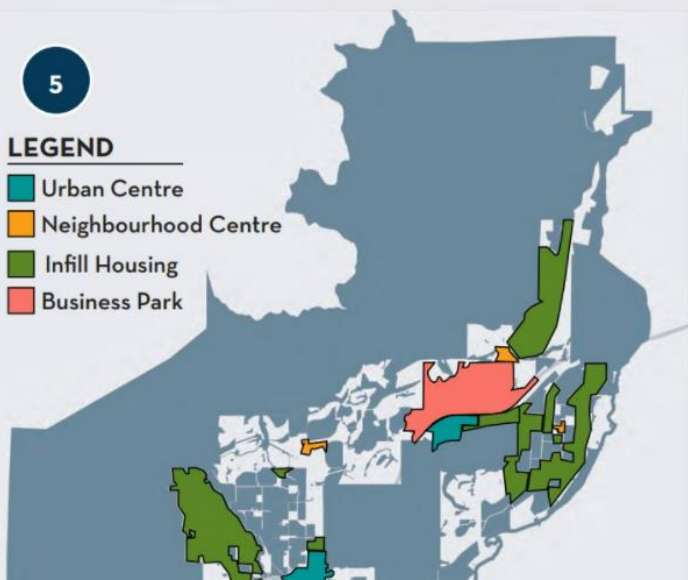 5
LEGEND
Urban Centre
Neighbourhood Centre
Infill Housing
Business Park